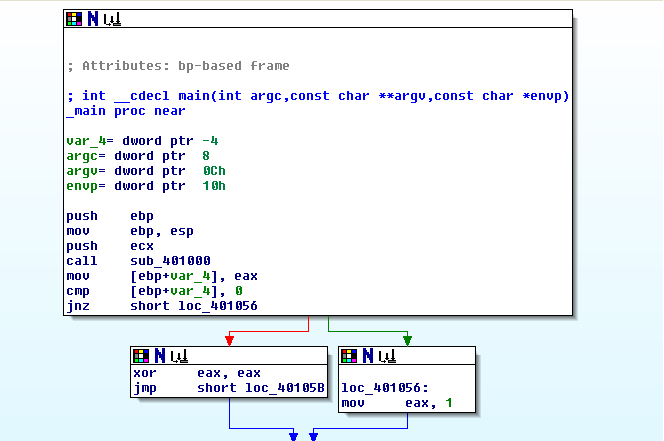 ; Attributes: bp-based frame
; int __cdecl main(int argc,const char **argv,const char *envp)
_main proc near
var_4= dword ptr -4
argc= dword ptr 8
argv= dword ptr 0Ch
envp= dword ptr 10h
push ebp
mov ebp, esp
push ecx
call sub_401000
mov [ebp+var_4], eax
cmp [ebp+var_4], 0
jnz short loc_401056
xor eax, eax
jmp short loc_40105B
loc_401056:
mov eax, 1